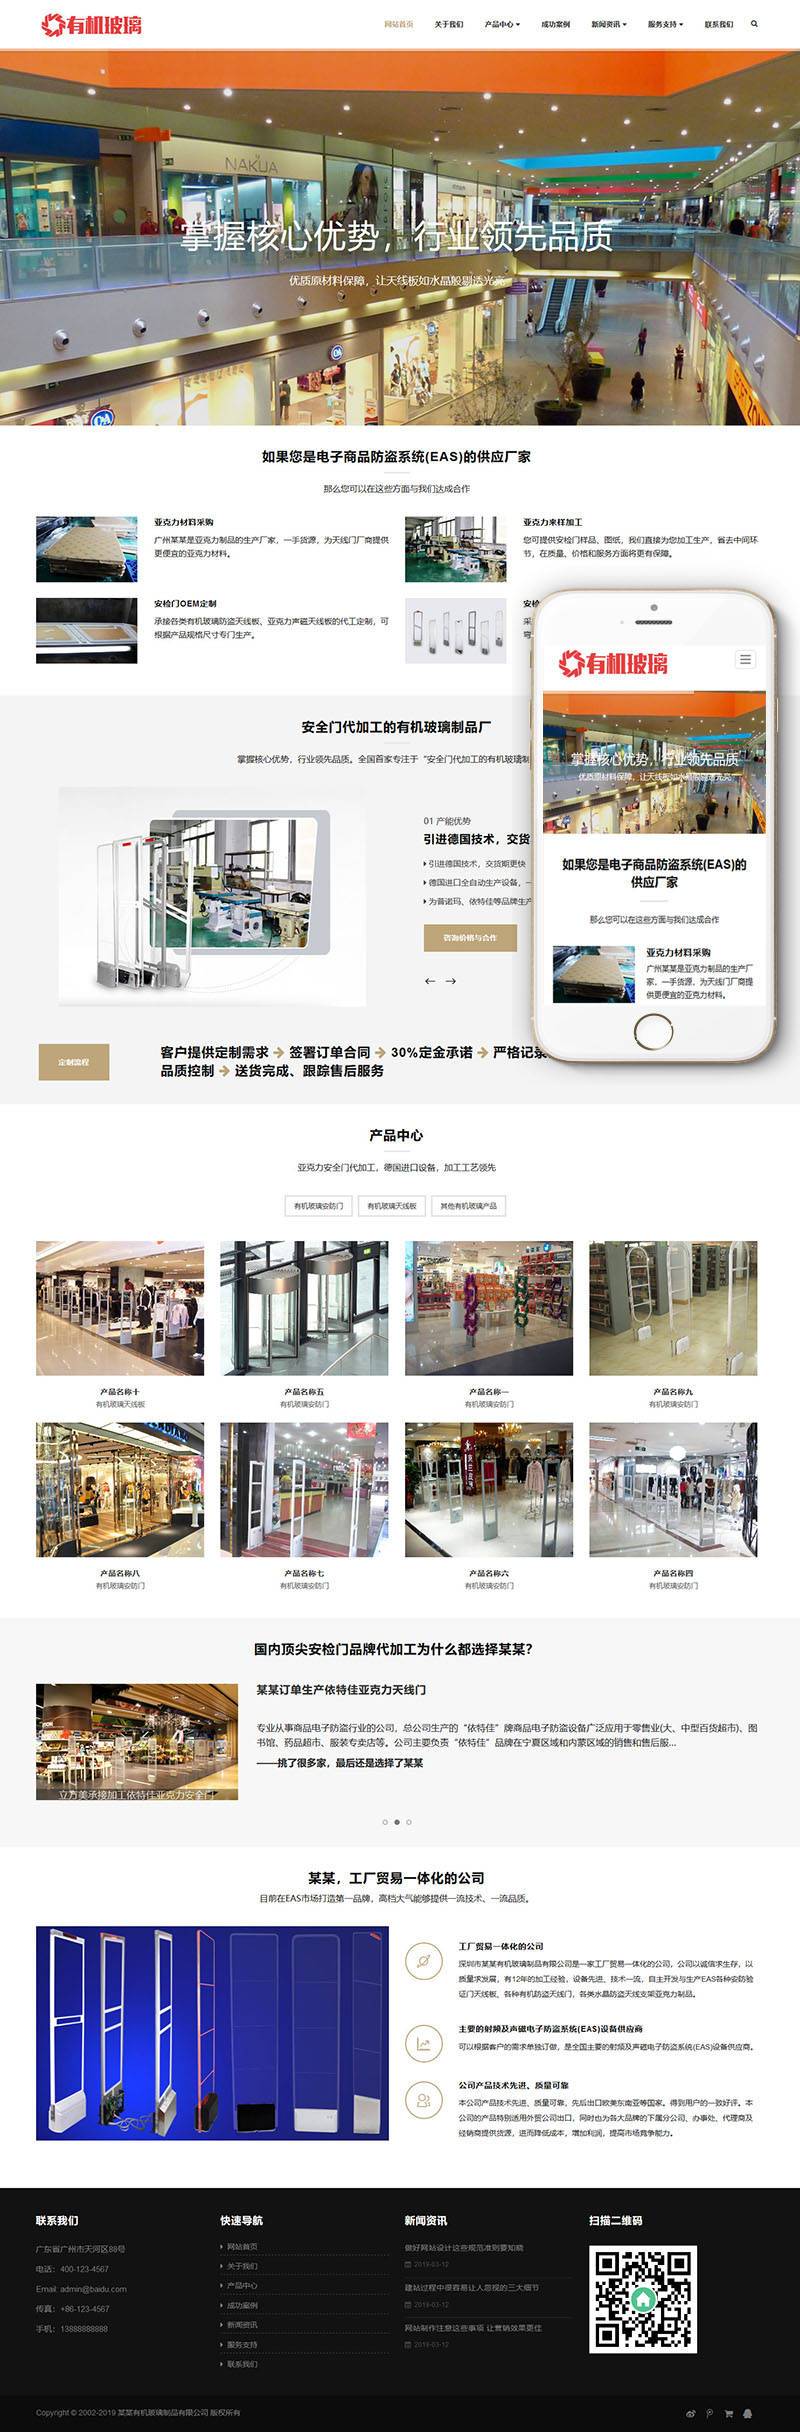 有机玻璃
网站首页 关于我们 产品中心 成功案例 新闻资讯 服务支持 联系我们
NAKUA
掌握核心优势，行业领先品质
优质原材料保障，让天线板如水晶般剔透光亮
如果您是电子商品防盗系统(EAS)的供应厂家
那么您可以在这些方面与我们达成合作
亚克力材料采购
广州某某是亚克力制品的生产厂家，一手货源，为天线门厂商提供
更便宜的亚克力材料。
亚克力来样加工
您可提供安检门样品、图纸，我们直接为您加工生产，省去中间环
节，在质量、价格和服务方面将更有保障。
安检门OEM定制
承接各类有机玻璃防盗天线板、亚克力声磁天线板的代工定制，可
根据产品规格尺寸专门生产。
安检
采
弯
有机玻璃
掌握核心优势，行业领先品质
优质原材料保障，让天线板如水晶般剔透光亮
如果您是电子商品防盗系统(EAS)的
供应厂家
那么您可以在这些方面与我们达成合作
亚克力材料采购
广州某某是亚克力制品的生产厂
家，一手货源，为天线门厂商提
供更便宜的亚克力材料。
安全门代加工的有机玻璃制品厂
掌握核心优势，行业领先品质。全国首家专注于“安全门代加工的有机玻璃制
01 产能优势
引进德国技术，交货
引进德国技术，交货期更快
德国进口全自动生产设备，一
为普诺玛、依特佳等品牌生产
咨询价格与合作
定制流程
客户提供定制需求 签署订单合同 30%定金承诺 严格记录
品质控制 送货完成、跟踪售后服务
产品中心
亚克力安全门代加工，德国进口设备，加工工艺领先
有机玻璃安防门 有机玻璃天线板 其他有机玻璃产品
产品名称十 产品名称五 产品名称一 产品名称九
有机玻璃天线板 有机玻璃安防门 有机玻璃安防门 有机玻璃安防门
产品名称八 产品名称七 产品名称六 产品名称四
有机玻璃安防门 有机玻璃安防门 有机玻璃安防门 有机玻璃安防门
国内顶尖安检门品牌代加工为什么都选择某某？
某某订单生产依特佳亚克力天线门
专业从事商品电子防盗行业的公司，总公司生产的“依特佳”牌商品电子防盗设备广泛应用于零售业(大、中型百货超市)、图
书馆、药品超市、服装专卖店等。公司主要负责“依特佳”品牌在宁夏区域和内蒙区域的销售和售后服...
——挑了很多家，最后还是选择了某某
立方美承接加工依特佳亚克力安全门
某某，工厂贸易一体化的公司
目前在EAS市场打造第一品牌，高档大气能够提供一流技术、一流品质。
工厂贸易一体化的公司
深圳市某某有机玻璃制品有限公司是一家工厂贸易一体化的公司，公司以诚信求生存，以
质量求发展，有12年的加工经验，设备先进、技术一流，自主开发与生产EAS各种安防验
证门天线板、各种有机防盗天线门，各类水晶防盗天线支架亚克力制品。
主要的射频及声磁电子防盗系统(EAS)设备供应商
可以根据客户的需求单独订做，是全国主要的射频及声磁电子防盗系统(EAS)设备供应商。
公司产品技术先进、质量可靠
本公司产品技术先进、质量可靠，先后出口欧美东南亚等国家。得到用户的一致好评。本
公司的产品特别适用外贸公司出口，同时也为各大品牌的下属分公司、办事处、代理商及
经销商提供货源，进而降低成本，增加利润，提高市场竞争能力。
联系我们
广东省广州市天河区88号
电话：400-123-4567
Email: admin@baidu.com
传真：+86-123-4567
手机：13888888888
快速导航
网站首页
关于我们
产品中心
成功案例
新闻资讯
服务支持
联系我们
新闻资讯
做好网站设计这些规范准则要知晓
2019-03-12
建站过程中很容易让人忽视的三大细节
2019-03-12
网站制作注意这些事项 让营销效果更佳
2019-03-12
扫描二维码
Copyright © 2002-2019 某某有机玻璃制品有限公司 版权所有